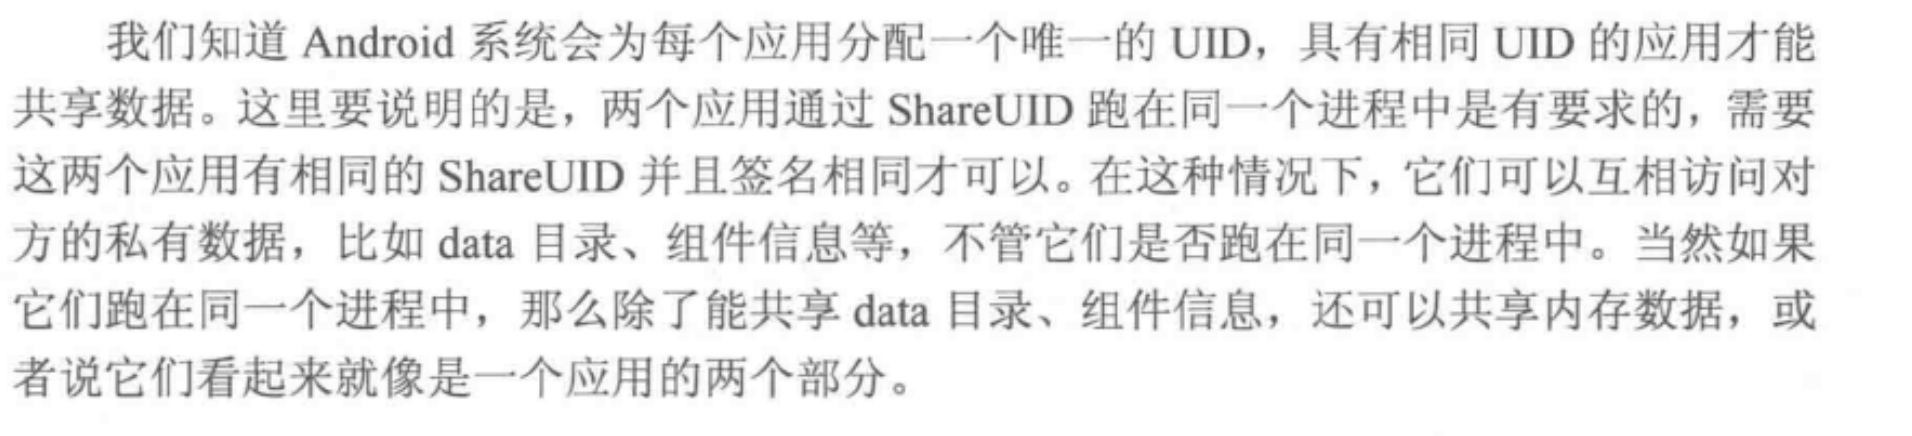 我们知道 Android 系统会为每个应用分配一个唯一的 UID，具有相同 UID 的应用才能
共享数据。这里要说明的是，两个应用通过 ShareUID 跑在同一个进程中是有要求的，需要
这两个应用有相同的 ShareUID 并且签名相同才可以。在这种情况下，它们可以互相访问对
方的私有数据，比如 data 目录、组件信息等，不管它们是否跑在同一个进程中。当然如果
它们跑在同一个进程中，那么除了能共享 data 目录、组件信息，还可以共享内存数据，或
者说它们看起来就像是一个应用的两个部分。